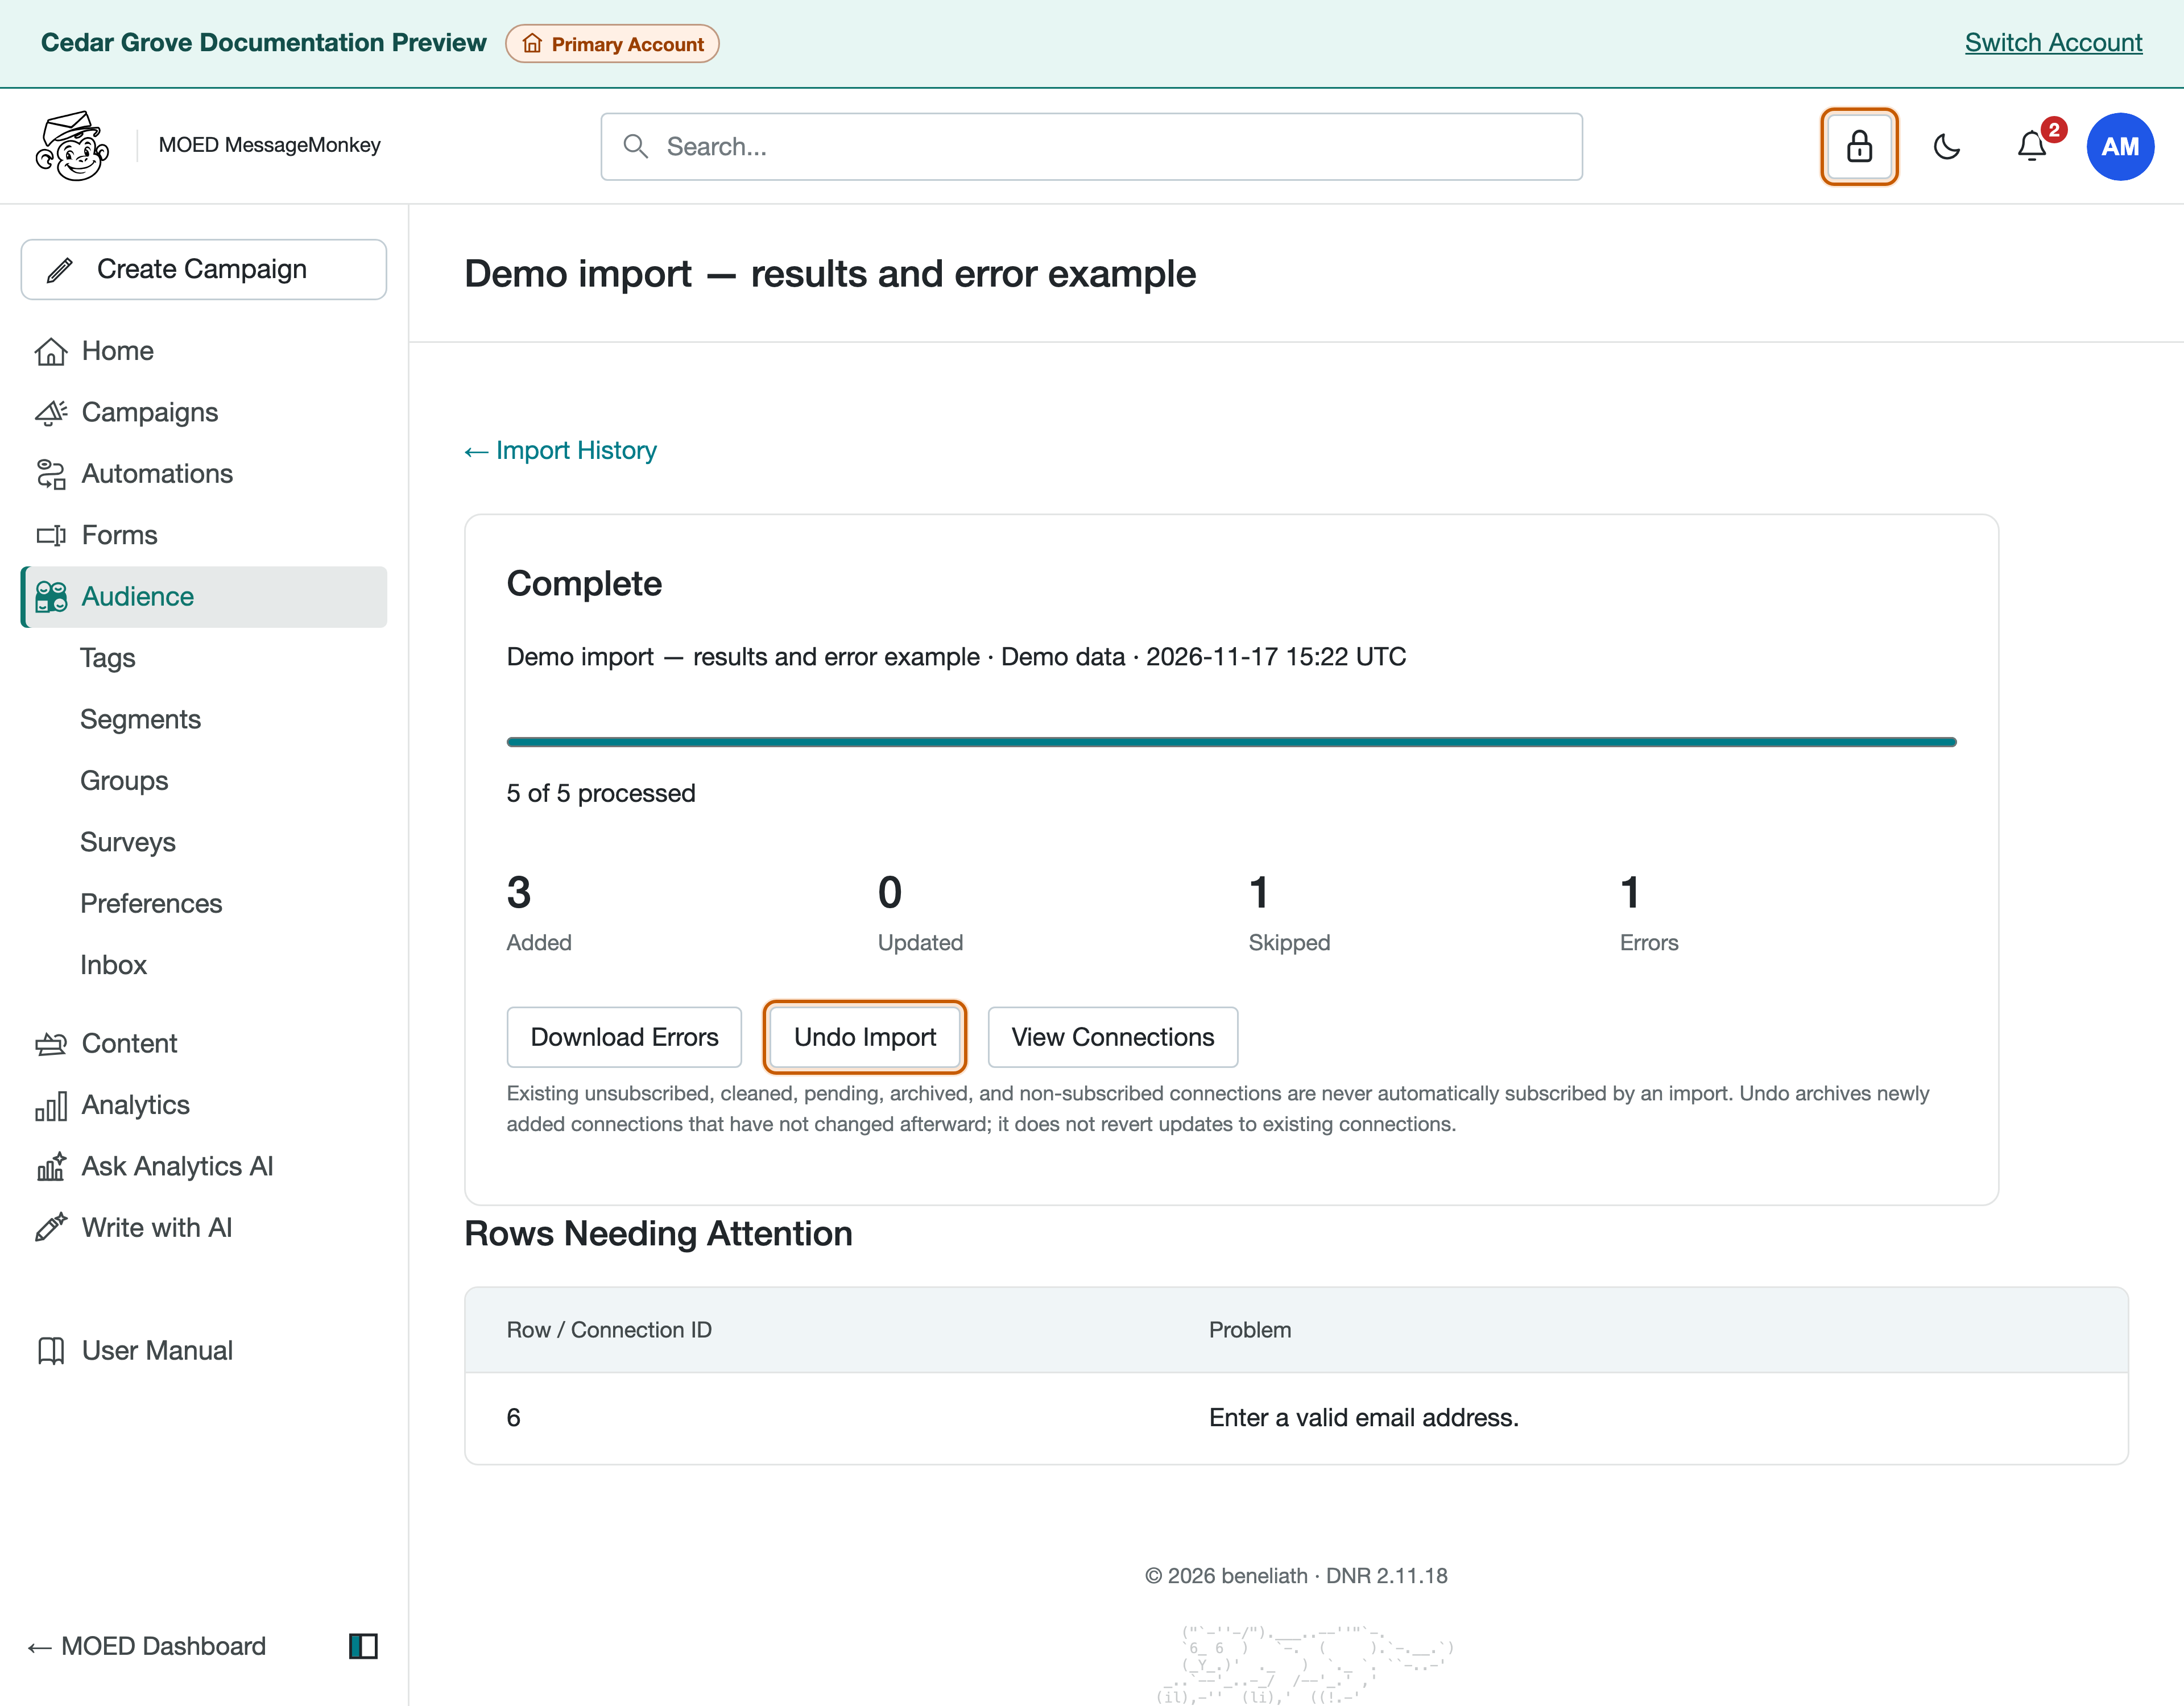 Cedar Grove Documentation Preview
Primary Account
Switch Account
MOED MessageMonkey
Search...
2
AM
Create Campaign
Home
Campaigns
Automations
Forms
Audience
Tags
Segments
Groups
Surveys
Preferences
Inbox
Content
Analytics
Ask Analytics AI
Write with AI
User Manual
← MOED Dashboard
Demo import — results and error example
← Import History
Complete
Demo import — results and error example · Demo data · 2026-11-17 15:22 UTC
5 of 5 processed
3
Added
0
Updated
1
Skipped
1
Errors
Download Errors
Undo Import
View Connections
Existing unsubscribed, cleaned, pending, archived, and non-subscribed connections are never automatically subscribed by an import. Undo archives newly
added connections that have not changed afterward; it does not revert updates to existing connections.
Rows Needing Attention
Row / Connection ID
Problem
6
Enter a valid email address.
© 2026 beneliath · DNR 2.11.18